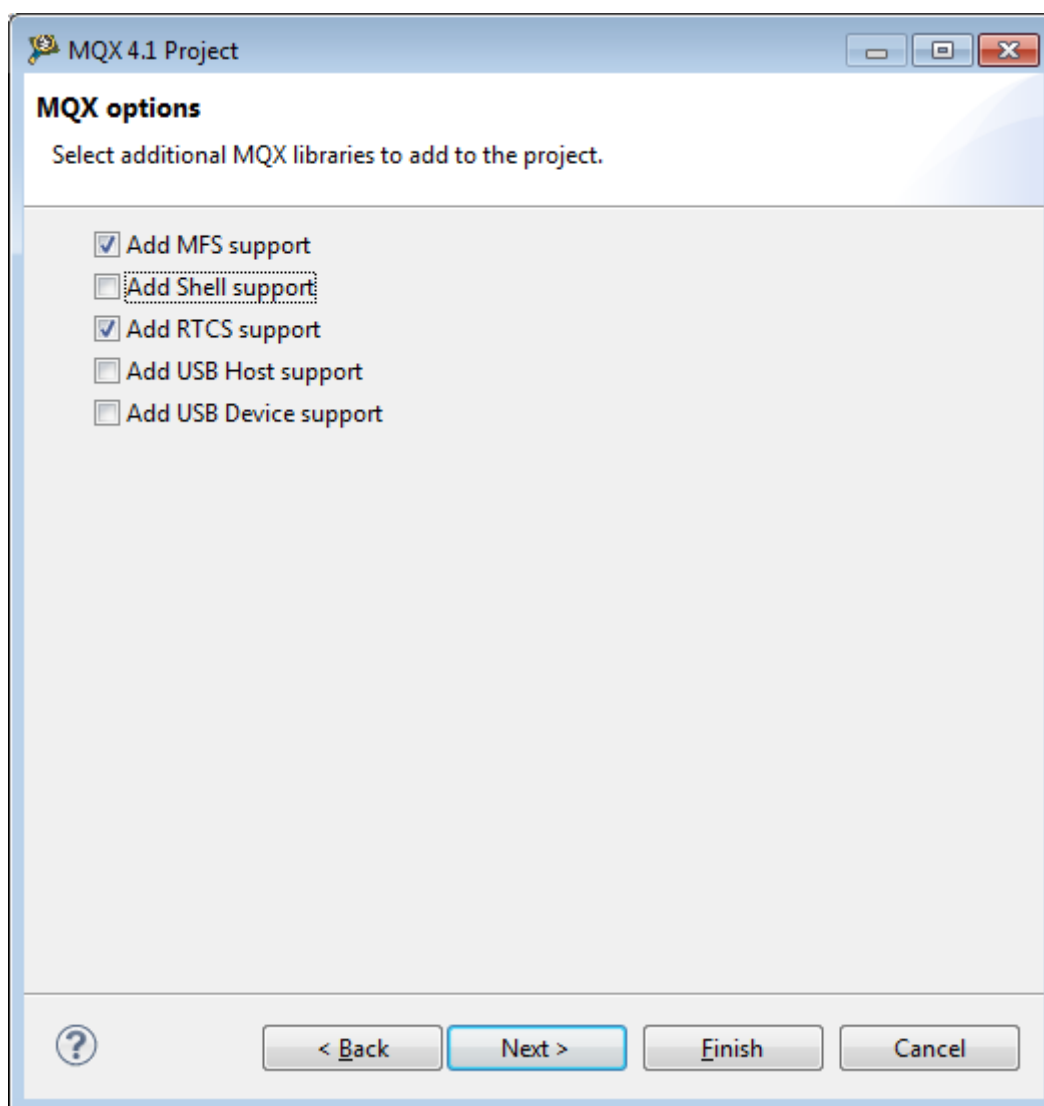 MQX 4.1 Project
MQX options
Select additional MQX libraries to add to the project.
Add MFS support
Add Shell support
Add RTCS support
Add USB Host support
Add USB Device support
? < Back Next > Finish Cancel